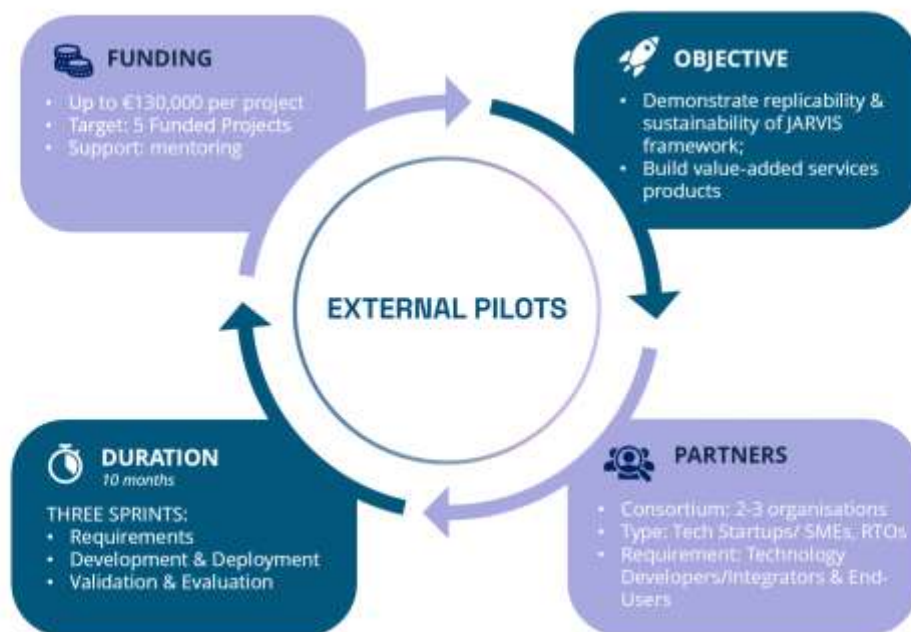 FUNDING
• Up to €130,000 per project
• Target: 5 Funded Projects
• Support: mentoring
OBJECTIVE
• Demonstrate replicability &
sustainability of JARVIS
framework;
• Build value-added services
products
EXTERNAL PILOTS
DURATION
10 months
THREE SPRINTS:
• Requirements
• Development & Deployment
• Validation & Evaluation
PARTNERS
• Consortium: 2-3 organisations
• Type: Tech Startups/ SMEs, RTOs
• Requirement: Technology
Developers/Integrators & End-
Users